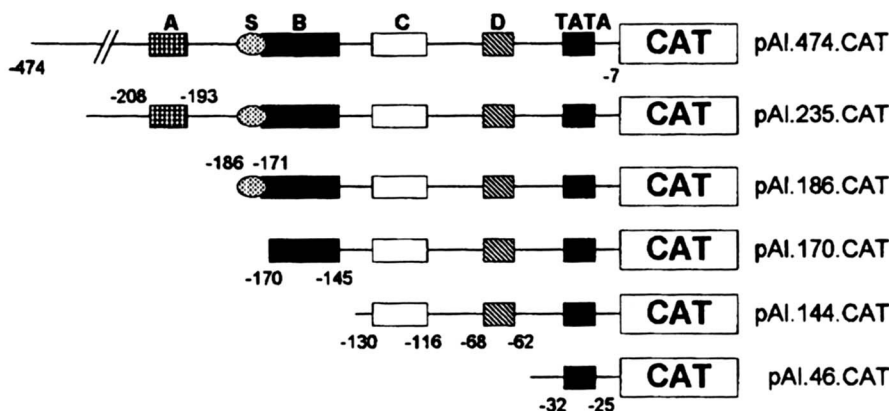 A S B C D TATA
CAT pAI.474.CAT
-474 -7
-208 -193
CAT pAI.235.CAT
-186 -171
CAT pAI.186.CAT
CAT pAI.170.CAT
-170 -145
CAT pAI.144.CAT
-130 -116 -68 -62
CAT pAI.46.CAT
-32 -25